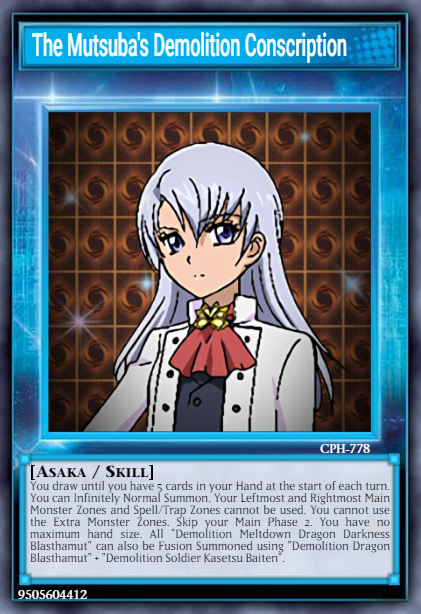 The Mutsuba's Demolition Conscription
CPH-778
[Asaka / Skill]
You draw until you have 5 cards in your Hand at the start of each turn.
You can Infinitely Normal Summon. Your Leftmost and Rightmost Main
Monster Zones and Spell/Trap Zones cannot be used. You cannot use
the Extra Monster Zones. Skip your Main Phase 2. You have no
maximum hand size. All "Demolition Meltdown Dragon Darkness
Blasthamut" can also be Fusion Summoned using "Demolition Dragon
Blasthamut" + "Demolition Soldier Kasetsu Baiten".
9505604412